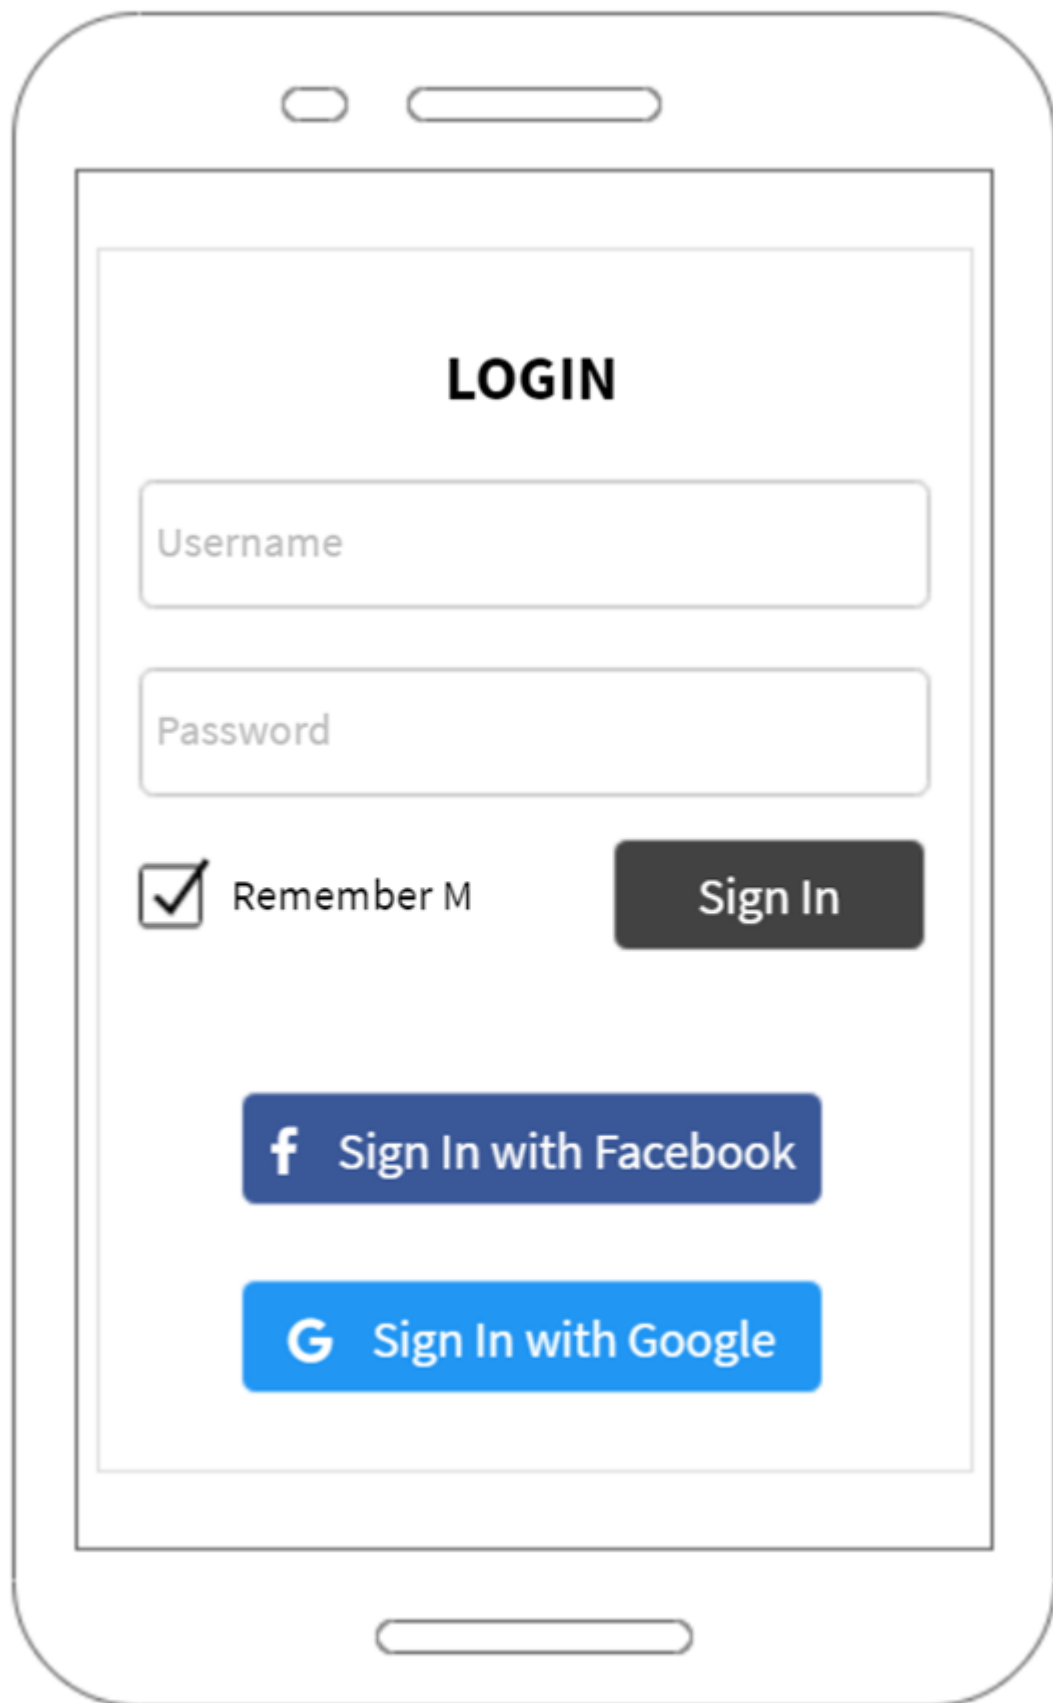 LOGIN
Username
Password
Remember M
Sign In
f Sign In with Facebook
G Sign In with Google